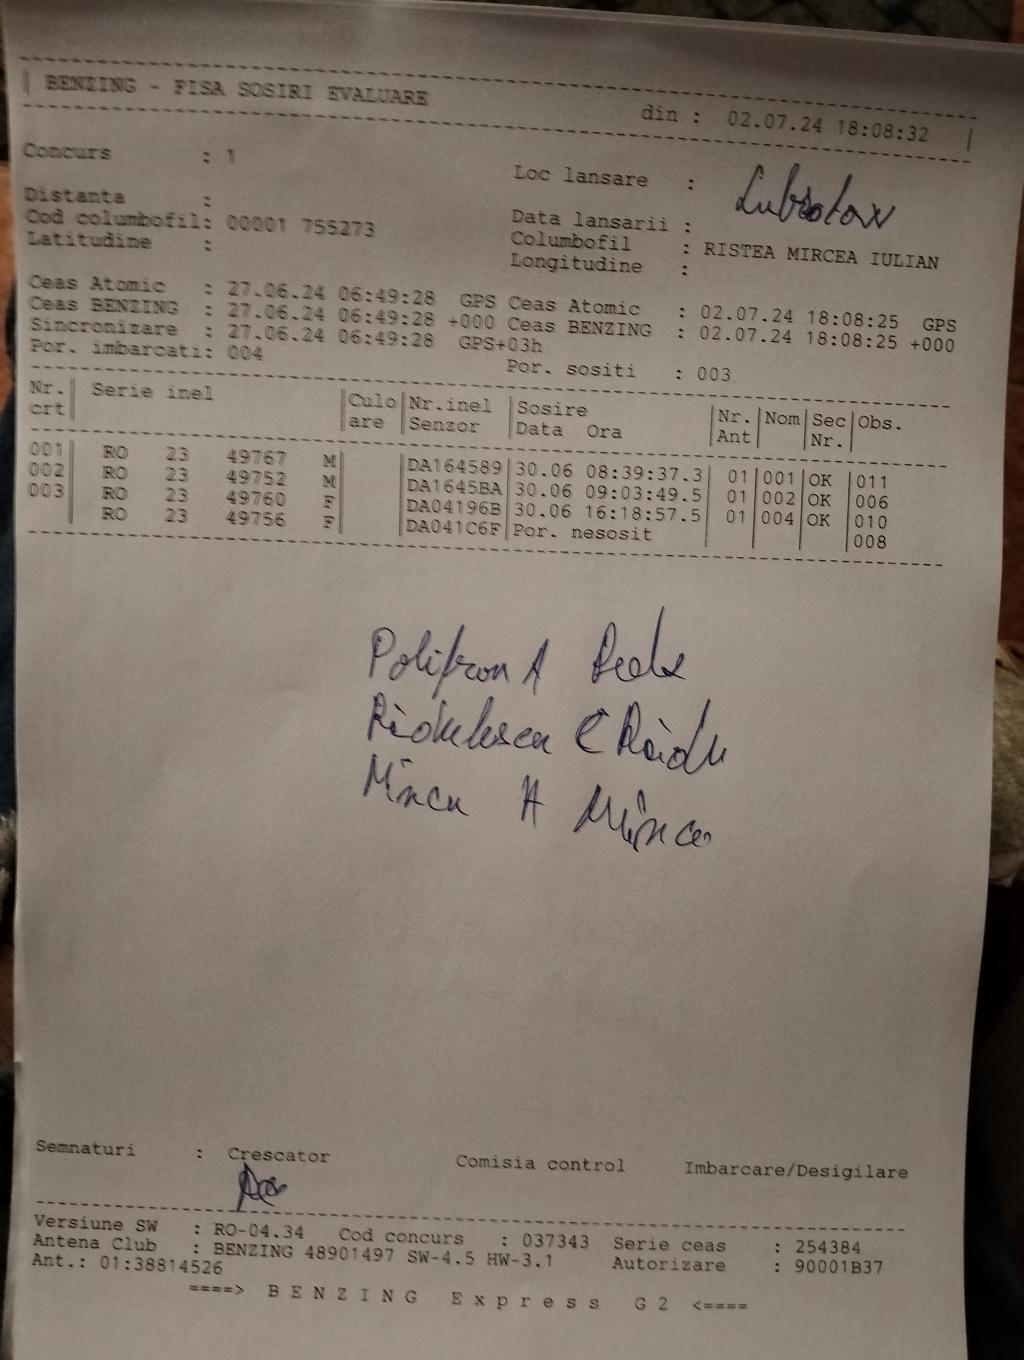 BENZING - FISA SOSIRI EVALUARE din : 02.07.24 18:08:32
Concurs : 1 Loc lansare :
Distanta : Data lansarii :
Cod columbofil: 00001 755273 Columbofil : RISTEA MIRCEA IULIAN
Latitudine : Longitudine :
Ceas Atomic : 27.06.24 06:49:28 GPS Ceas Atomic : 02.07.24 18:08:25 GPS
Ceas BENZING : 27.06.24 06:49:28 +000 Ceas BENZING : 02.07.24 18:08:25 +000
Sincronizare : 27.06.24 06:49:28 GPS+03h
Por. imbarcati: 004 Por. sositi : 003
Nr. | Serie inel |Culo|Nr.inel |Sosire |Nr.|Nom|Sec|Obs.
crt| |are |Senzor |Data Ora |Ant| |Nr.|
001| RO 23 49767 M| |DA164589|30.06 08:39:37.3| 01|001|OK |011
002| RO 23 49752 M| |DA1645BA|30.06 09:03:49.5| 01|002|OK |006
003| RO 23 49760 F| |DA04196B|30.06 16:18:57.5| 01|004|OK |010
RO 23 49756 F| |DA041C6F|Por. nesosit | | | |008
Polifron A
Mincu A
Semnaturi : Crescator Comisia control Imbarcare/Desigilare
Versiune SW : RO-04.34 Cod concurs : 037343 Serie ceas : 254384
Antena Club : BENZING 48901497 SW-4.5 HW-3.1 Autorizare : 90001B37
Ant.: 01:38814526
====> B E N Z I N G E x p r e s s G 2 <====